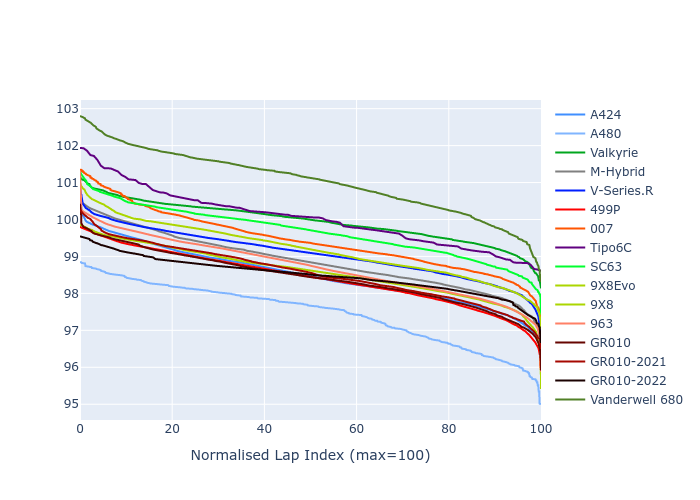 103
102
101
100
99
98
97
96
95
0 20 40 60 80 100
Normalised Lap Index (max=100)
A424
A480
Valkyrie
M-Hybrid
V-Series.R
499P
007
Tipo6C
SC63
9X8Evo
9X8
963
GR010
GR010-2021
GR010-2022
Vanderwell 680